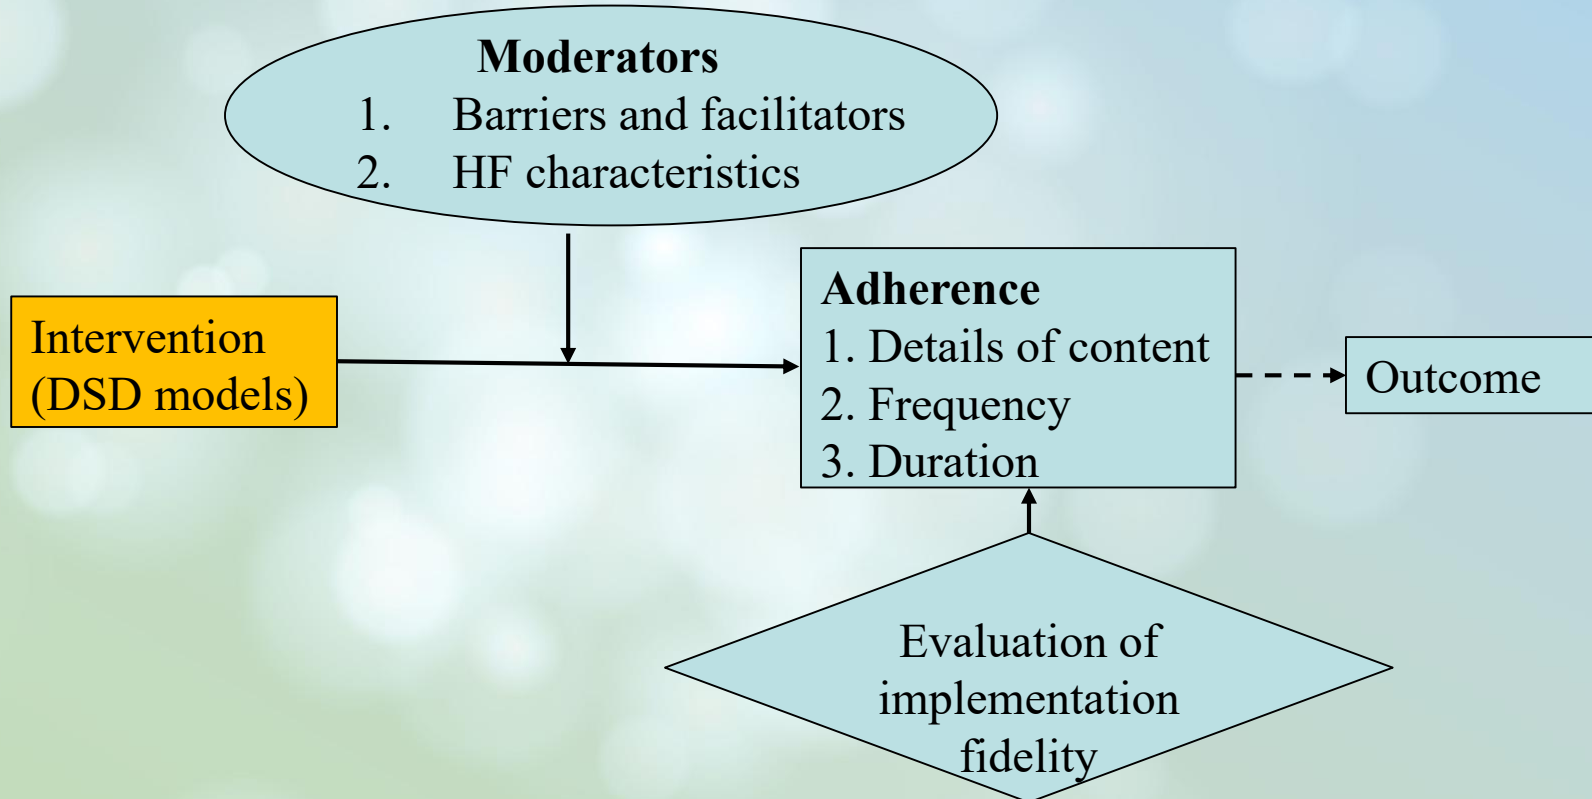 Moderators
1. Barriers and facilitators
2. HF characteristics
Intervention
(DSD models)
Adherence
1. Details of content
2. Frequency
3. Duration
Outcome
Evaluation of
implementation
fidelity